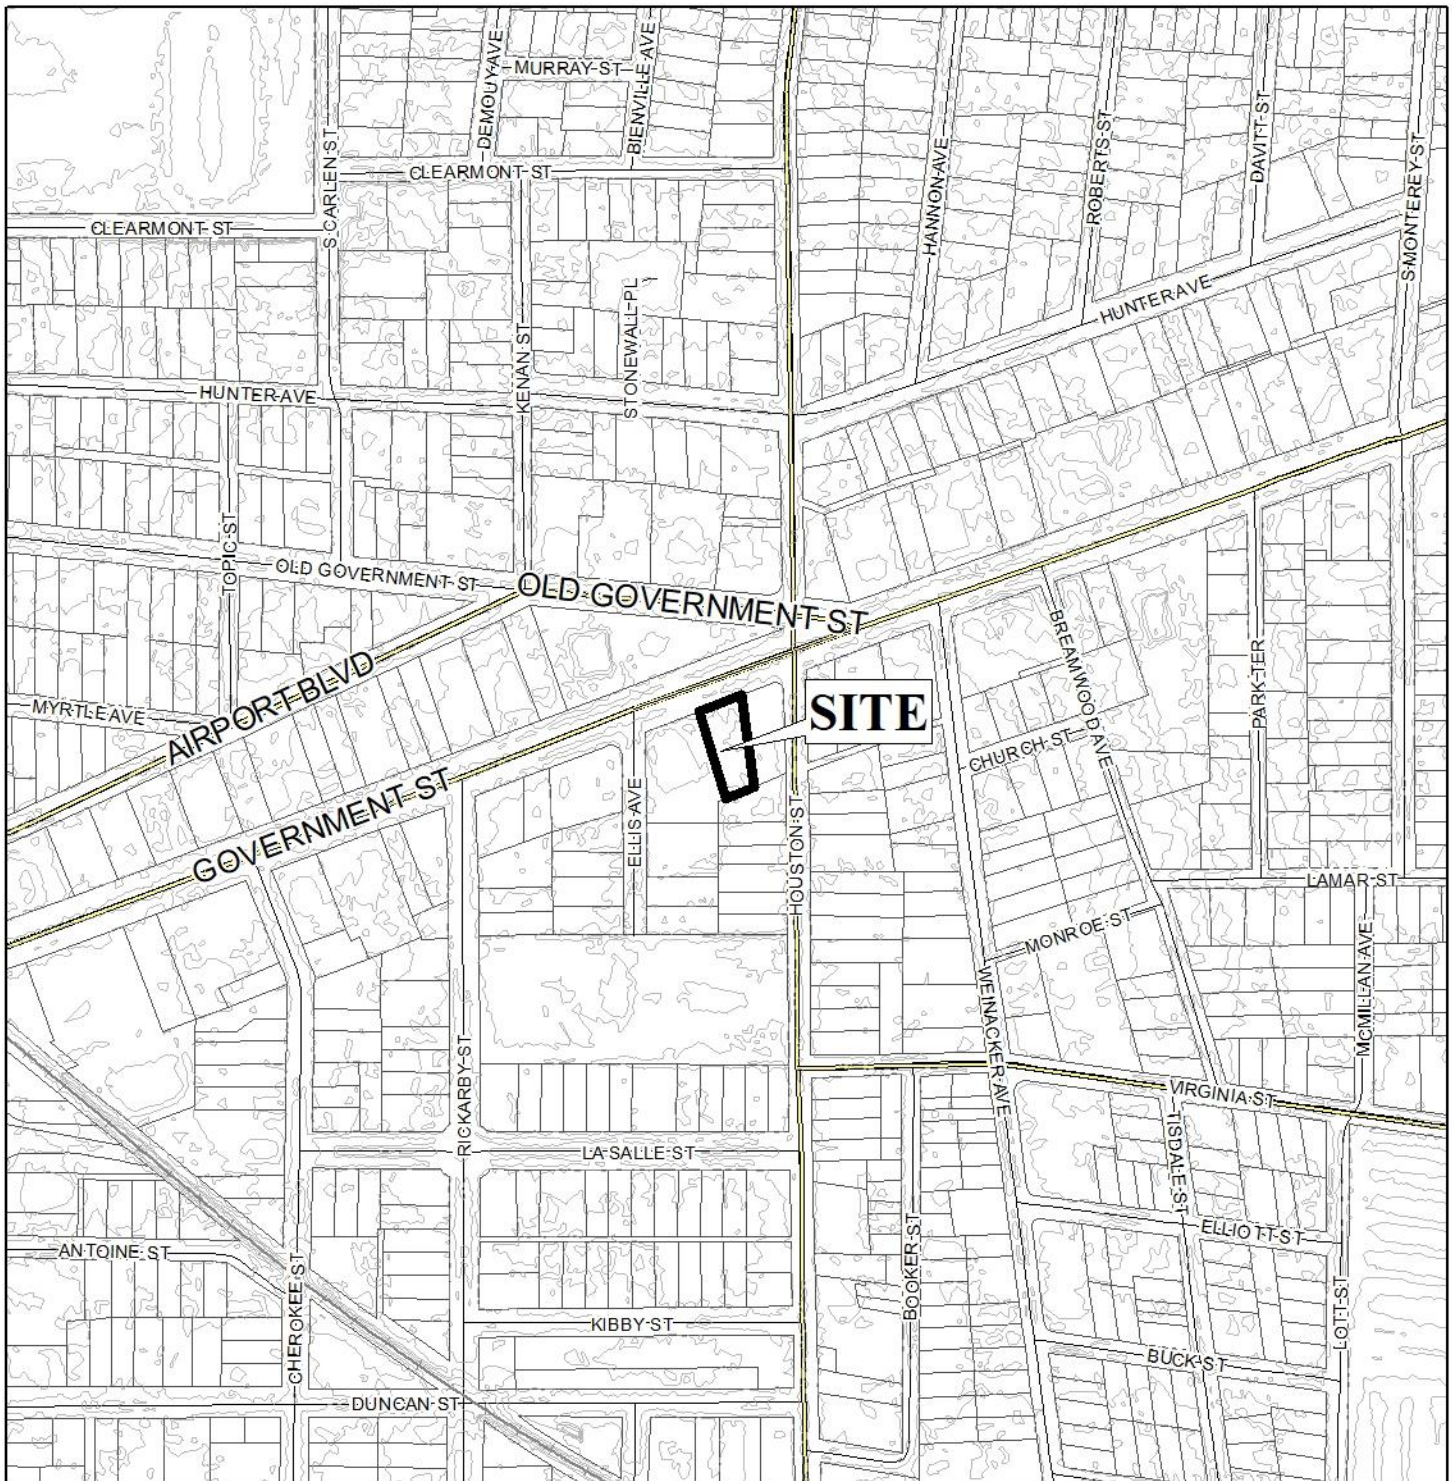 MURRAY ST
DEMOUY AVE
BIENVILLE AVE
S CARLEN ST
CLEARMONT ST
CLEARMONT ST
HANNON AVE
ROBERTS ST
DAVITT ST
S MONTEREY ST
HUNTER AVE
STONEWALL PL
KENAN ST
HUNTER AVE
TOPIC ST
OLD GOVERNMENT ST
OLD GOVERNMENT ST
BREAMWOOD AVE
PARK TER
AIRPORT BLVD
MYRTLE AVE
SITE
CHURCH ST
GOVERNMENT ST
ELLIS AVE
HOUSTON ST
LAMAR ST
MONROE ST
MCMILLAN AVE
WEINACKER AVE
RICKARBY ST
VIRGINIA ST
TISDALE ST
LA SALLE ST
ELLIOTT ST
ANTOINE ST
CHEROKEE ST
BOOKER ST
LOTT ST
KIBBY ST
BUCK ST
DUNCAN ST